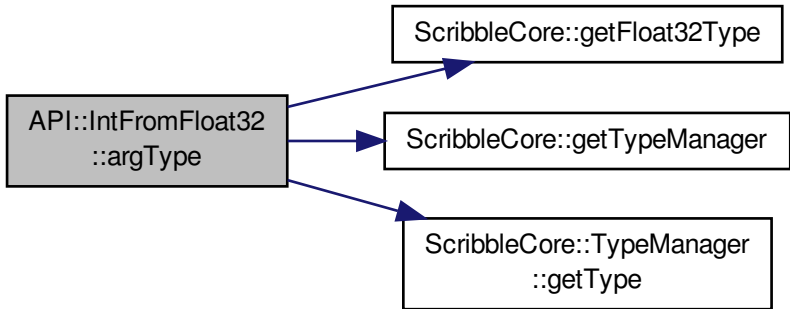 API::IntFromFloat32
::argType
ScribbleCore::getFloat32Type
ScribbleCore::getTypeManager
ScribbleCore::TypeManager
::getType